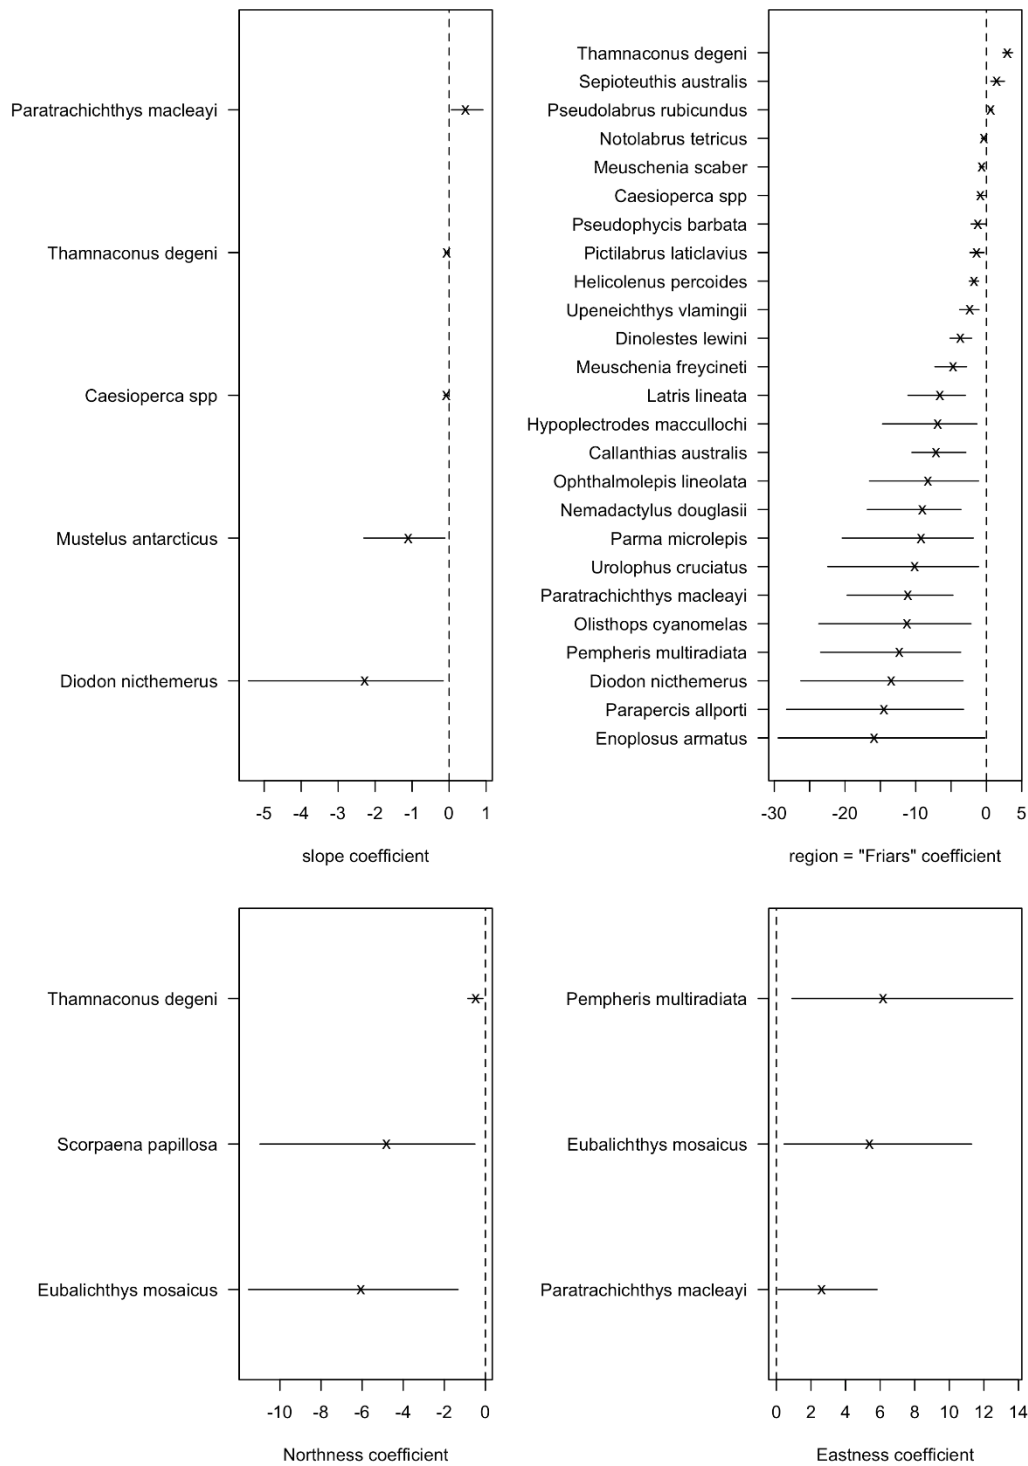 Paratrachichthys macleayi
Thamnaconus degeni
Caesioperca spp
Mustelus antarcticus
Diodon nicthemerus
-5 -4 -3 -2 -1 0 1
slope coefficient
Thamnaconus degeni
Sepioteuthis australis
Pseudolabrus rubicundus
Notolabrus tetricus
Meuschenia scaber
Caesioperca spp
Pseudophycis barbata
Pictilabrus laticlavius
Helicolenus percoides
Upeneichthys vlamingii
Dinolestes lewini
Meuschenia freycineti
Latris lineata
Hypoplectrodes maccullochi
Callanthias australis
Ophthalmolepis lineolata
Nemadactylus douglasii
Parma microlepis
Urolophus cruciatus
Paratrachichthys macleayi
Olisthops cyanomelas
Pempheris multiradiata
Diodon nicthemerus
Parapercis allporti
Enoplosus armatus
-30 -20 -10 0 5
region = "Friars" coefficient
Thamnaconus degeni
Scorpaena papillosa
Eubalichthys mosaicus
-10 -8 -6 -4 -2 0
Northness coefficient
Pempheris multiradiata
Eubalichthys mosaicus
Paratrachichthys macleayi
0 2 4 6 8 10 12 14
Eastness coefficient